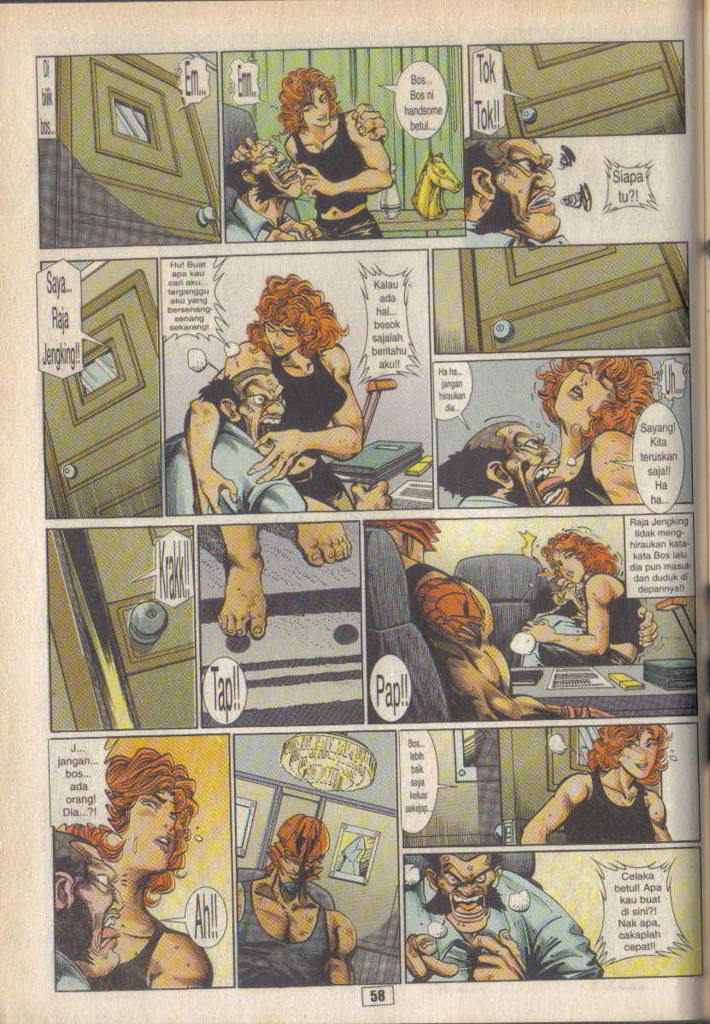 Di
bilik
bos...
Em...
Emn...
Bos...
Bos ni
handsome
betul...
Tok
Tok!!
Siapa
tu?!
Saya...
Raja
Jengking!!
Hu! Buat
apa kau
cari aku...
terganggu
aku yang
bersenang-
senang
sekarang!
Kalau
ada
hal...
besok
sajalah
beritahu
aku!!
Ha ha...
jangan
hiraukan
dia...
Uh...
Sayang!
Kita
teruskan
saja!!
Ha
ha...
Krakk!!
Tap!!
Pap!!
Raja Jengking
tidak meng-
hiraukan kata-
kata Bos lalu
dia pun masuk
dan duduk di
depannya!!
J...
jangan...
bos...
ada
orang!
Dia...?!
Ah!!
Bos...
lebih
baik
saya
keluar
sekejap...
Celaka
betul! Apa
kau buat
di sini?!
Nak apa,
cakaplah
cepat!!
58